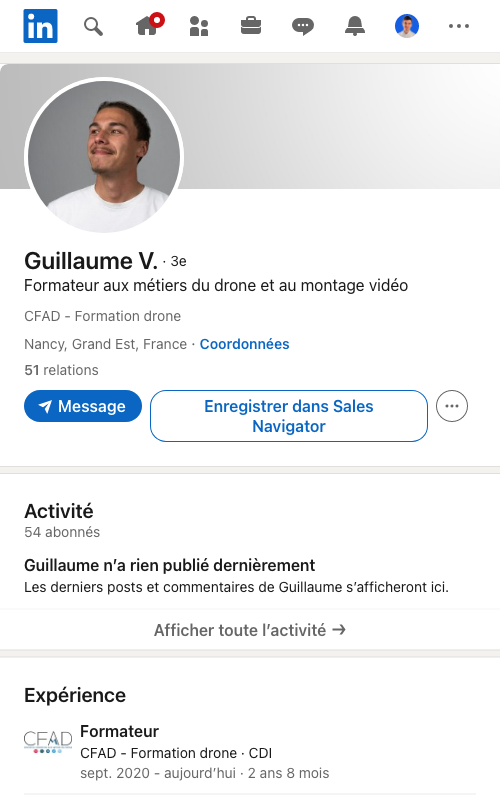 in
Guillaume V. · 3e
Formateur aux métiers du drone et au montage vidéo
CFAD - Formation drone
Nancy, Grand Est, France · Coordonnées
51 relations
Message
Enregistrer dans Sales
Navigator
Activité
54 abonnés
Guillaume n’a rien publié dernièrement
Les derniers posts et commentaires de Guillaume s’afficheront ici.
Afficher toute l’activité →
Expérience
CFAD
Formateur
CFAD - Formation drone · CDI
sept. 2020 - aujourd’hui · 2 ans 8 mois